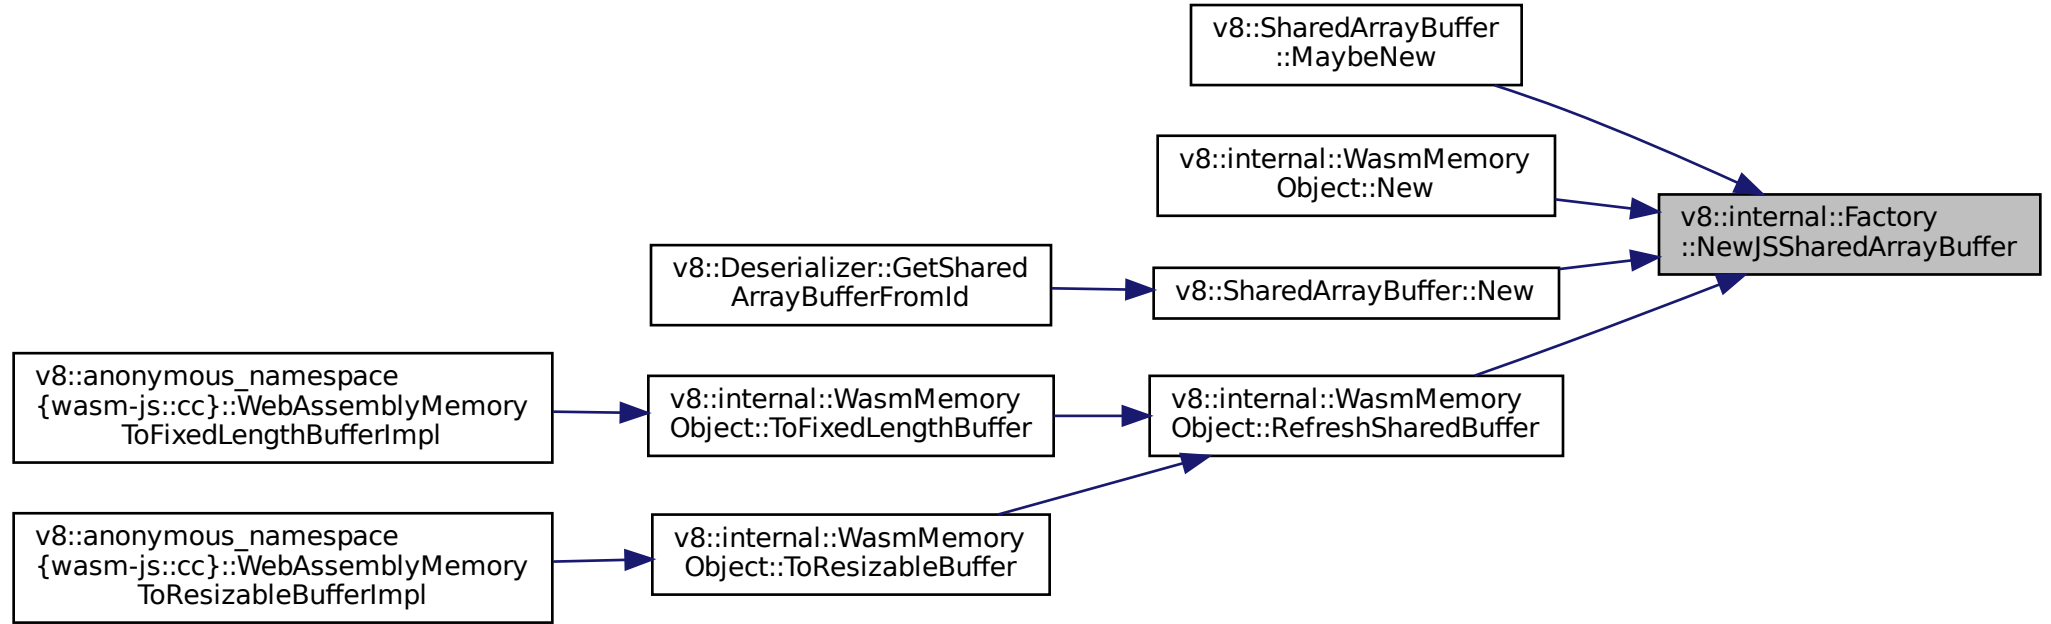 v8::SharedArrayBuffer
::MaybeNew
v8::internal::WasmMemory
Object::New
v8::internal::Factory
::NewJSSharedArrayBuffer
v8::Deserializer::GetShared
ArrayBufferFromId
v8::SharedArrayBuffer::New
v8::anonymous_namespace
{wasm-js::cc}::WebAssemblyMemory
ToFixedLengthBufferImpl
v8::internal::WasmMemory
Object::ToFixedLengthBuffer
v8::internal::WasmMemory
Object::RefreshSharedBuffer
v8::anonymous_namespace
{wasm-js::cc}::WebAssemblyMemory
ToResizableBufferImpl
v8::internal::WasmMemory
Object::ToResizableBuffer